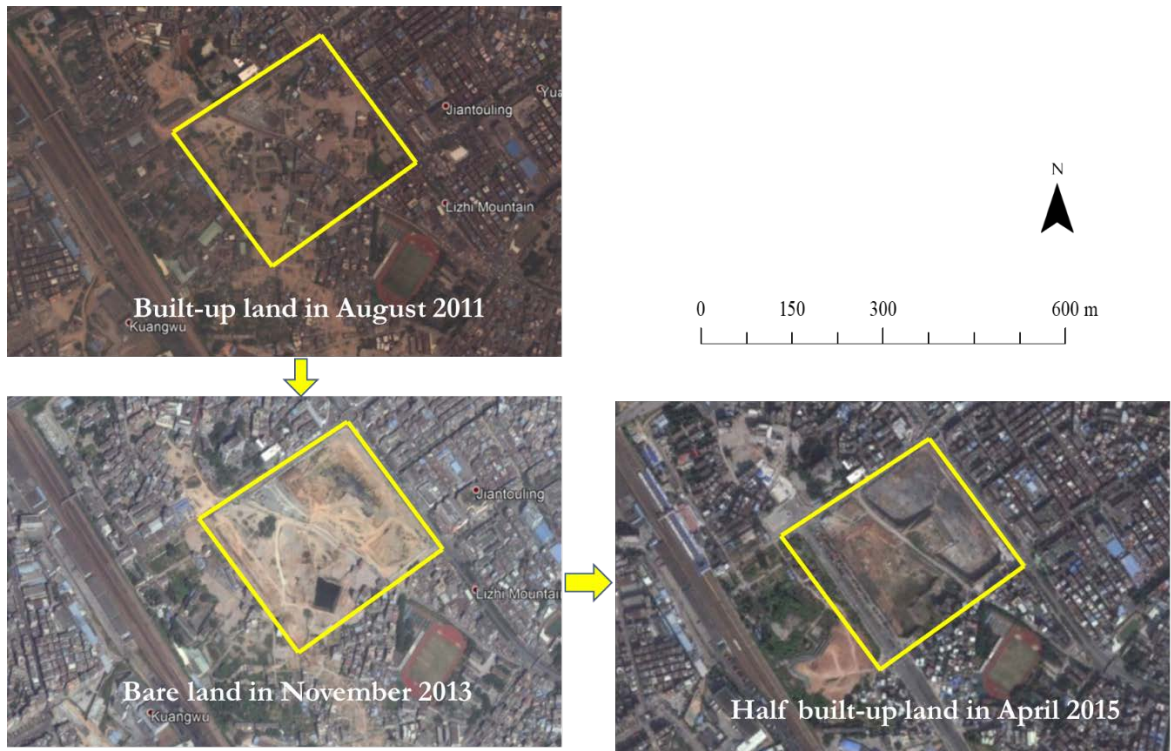 Yua
Jiantouling
Lizhi Mountain
Kuangwu
Built-up land in August 2011
N
0 150 300 600 m
Jiantouling
Lizhi Mountai
Kuangwu
Bare land in November 2013
Half built-up land in April 2015